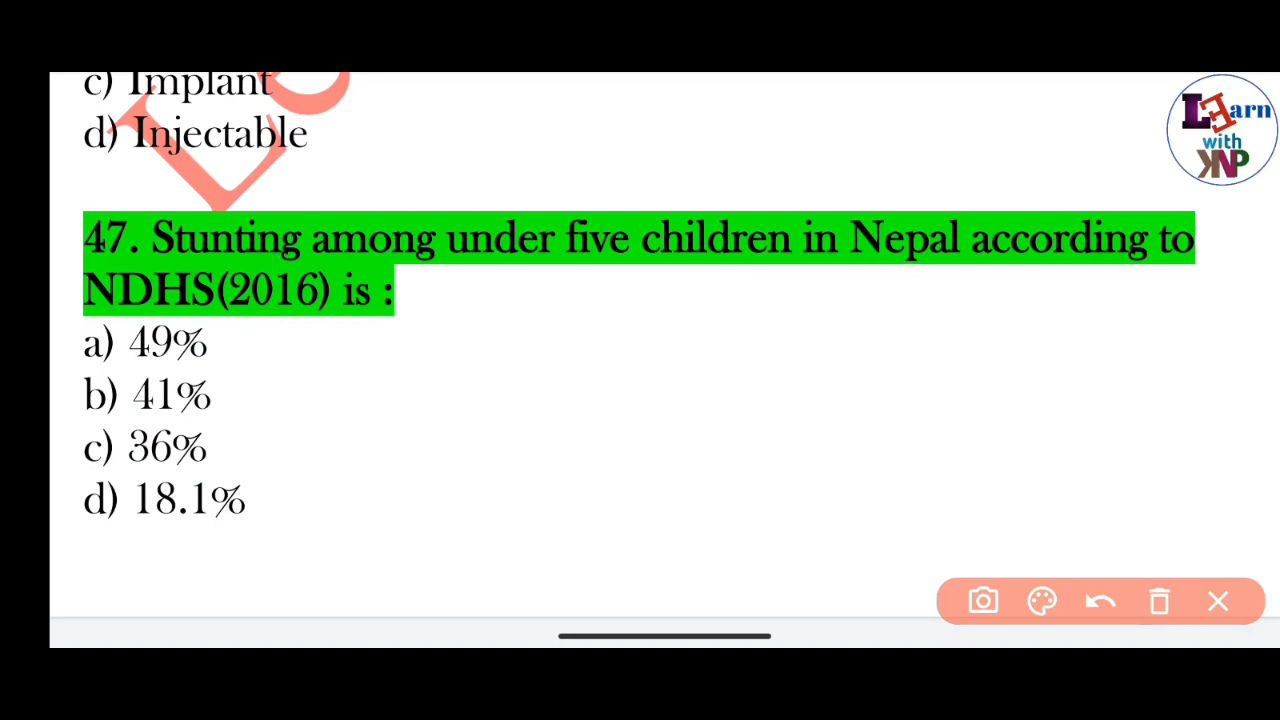 c) Implant
d) Injectable
LEarn
with
KNP
47. Stunting among under five children in Nepal according to
NDHS(2016) is :
a) 49%
b) 41%
c) 36%
d) 18.1%